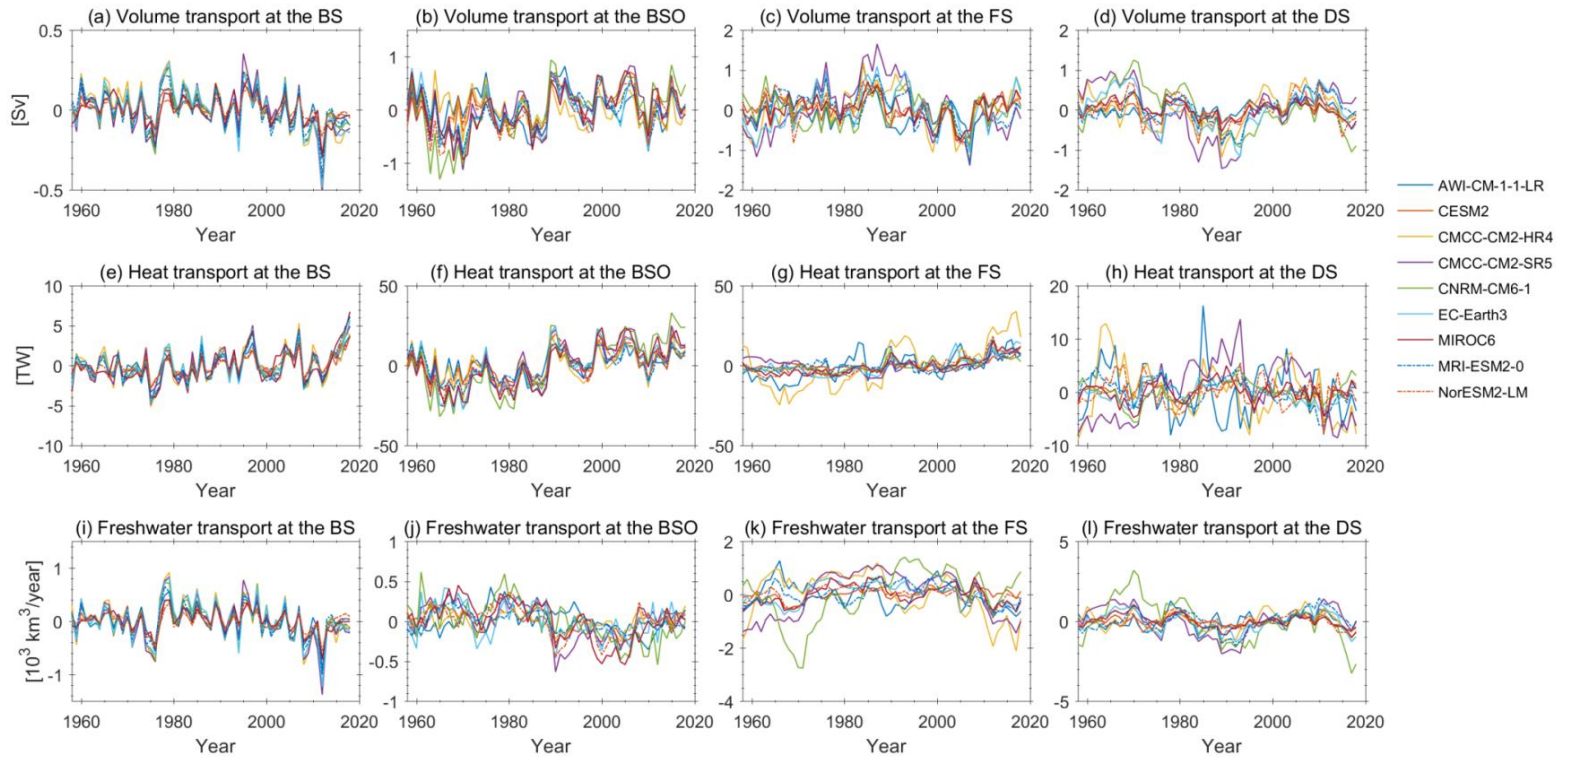 (a) Volume transport at the BS
(b) Volume transport at the BSO
(c) Volume transport at the FS
(d) Volume transport at the DS
[Sv]
0.5
0
-0.5
1
0
-1
2
1
0
-1
-2
2
1
0
-1
-2
1960 1980 2000 2020
1960 1980 2000 2020
1960 1980 2000 2020
1960 1980 2000 2020
Year
Year
Year
Year
(e) Heat transport at the BS
(f) Heat transport at the BSO
(g) Heat transport at the FS
(h) Heat transport at the DS
[TW]
10
5
0
-5
-10
50
0
-50
50
0
-50
20
10
0
-10
1960 1980 2000 2020
1960 1980 2000 2020
1960 1980 2000 2020
1960 1980 2000 2020
Year
Year
Year
Year
(i) Freshwater transport at the BS
(j) Freshwater transport at the BSO
(k) Freshwater transport at the FS
(l) Freshwater transport at the DS
[10³ km³/year]
1
0
-1
1
0.5
0
-0.5
-1
2
0
-2
-4
5
0
-5
1960 1980 2000 2020
1960 1980 2000 2020
1960 1980 2000 2020
1960 1980 2000 2020
Year
Year
Year
Year
AWI-CM-1-1-LR
CESM2
CMCC-CM2-HR4
CMCC-CM2-SR5
CNRM-CM6-1
EC-Earth3
MIROC6
MRI-ESM2-0
NorESM2-LM